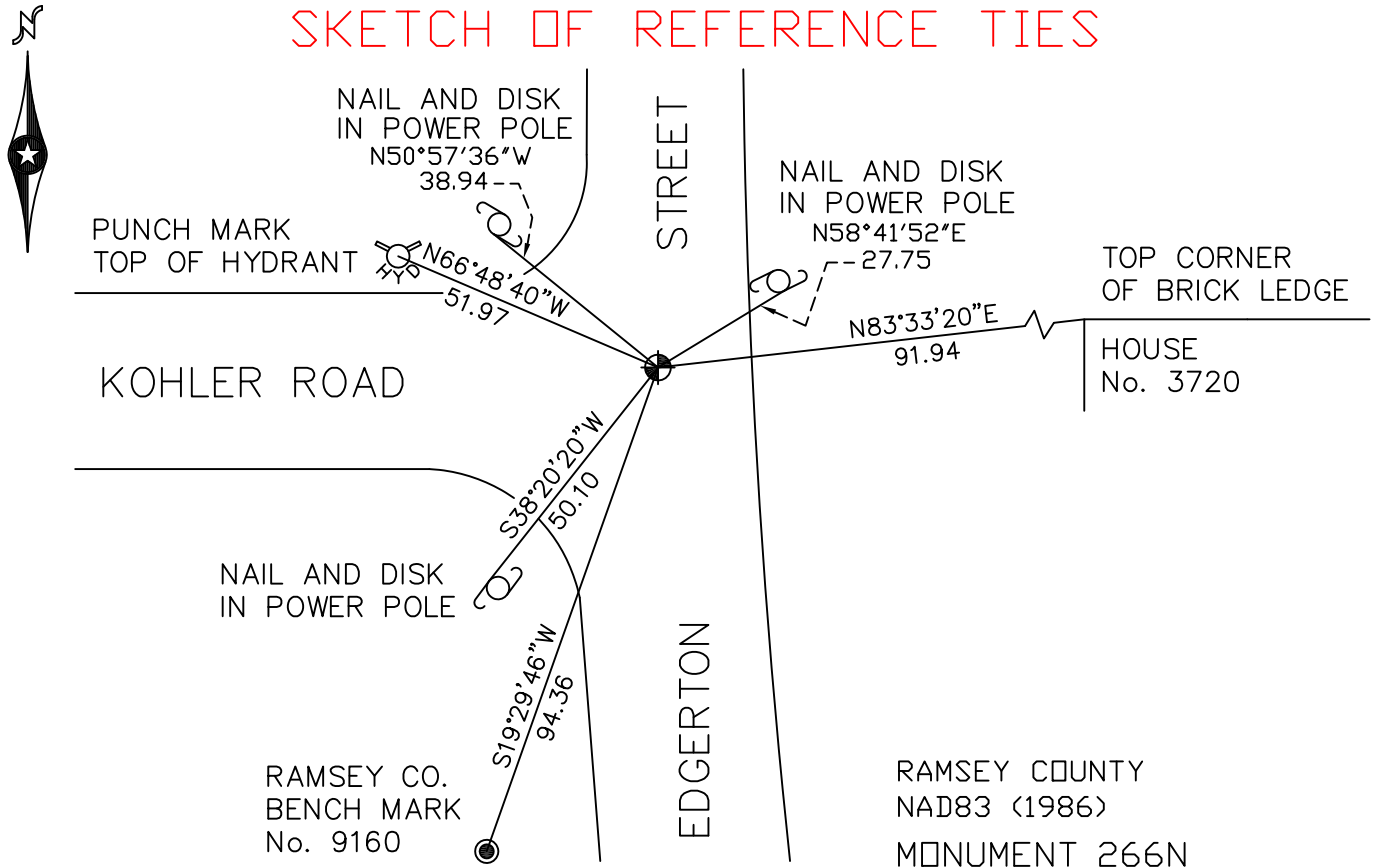 N
SKETCH OF REFERENCE TIES
NAIL AND DISK
IN POWER POLE
N50°57'36"W
38.94
STREET
NAIL AND DISK
IN POWER POLE
N58°41'52"E
27.75
PUNCH MARK
TOP OF HYDRANT
HYD
N66°48'40"W
51.97
TOP CORNER
OF BRICK LEDGE
N83°33'20"E
91.94
HOUSE
No. 3720
KOHLER ROAD
S38°20'20"W
50.10
NAIL AND DISK
IN POWER POLE
S19°29'46"W
94.36
EDGERTON
RAMSEY CO.
BENCH MARK
No. 9160
RAMSEY COUNTY
NAD83 (1986)
MONUMENT 266N